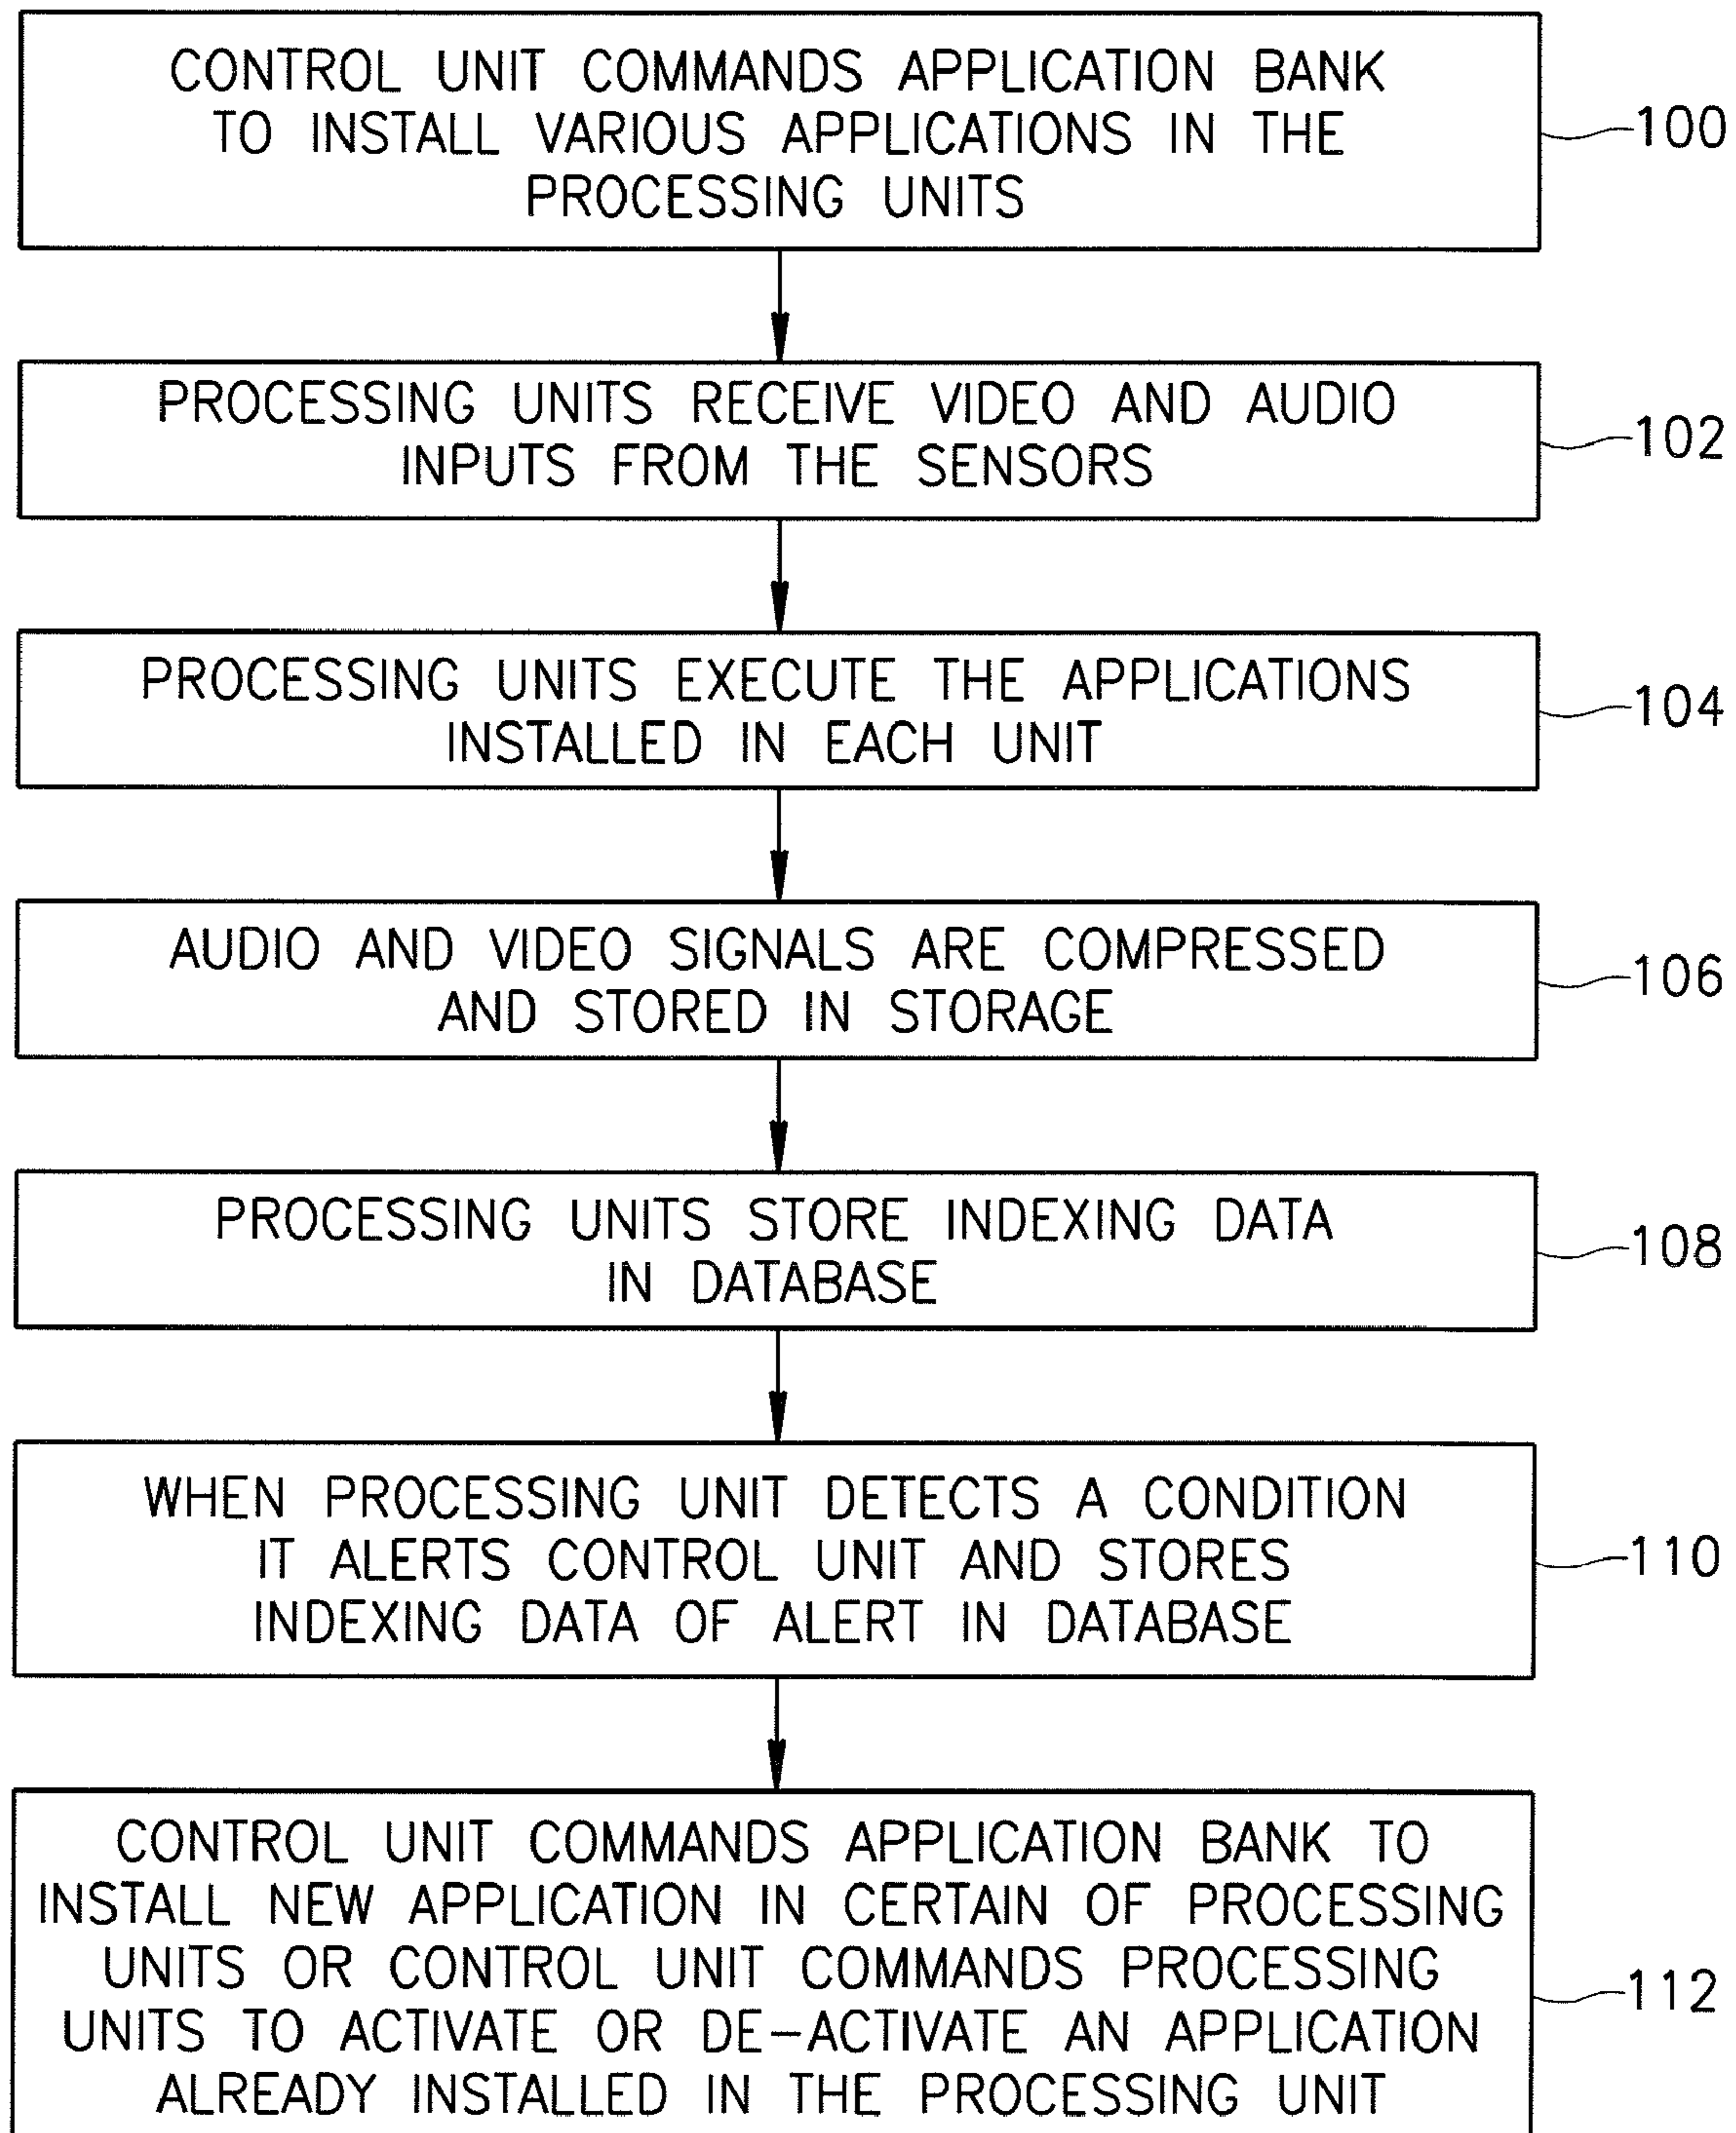 CONTROL UNIT COMMANDS APPLICATION BANK
TO INSTALL VARIOUS APPLICATIONS IN THE
PROCESSING UNITS
100
PROCESSING UNITS RECEIVE VIDEO AND AUDIO
INPUTS FROM THE SENSORS
102
PROCESSING UNITS EXECUTE THE APPLICATIONS
INSTALLED IN EACH UNIT
104
AUDIO AND VIDEO SIGNALS ARE COMPRESSED
AND STORED IN STORAGE
106
PROCESSING UNITS STORE INDEXING DATA
IN DATABASE
108
WHEN PROCESSING UNIT DETECTS A CONDITION
IT ALERTS CONTROL UNIT AND STORES
INDEXING DATA OF ALERT IN DATABASE
110
CONTROL UNIT COMMANDS APPLICATION BANK TO
INSTALL NEW APPLICATION IN CERTAIN OF PROCESSING
UNITS OR CONTROL UNIT COMMANDS PROCESSING
UNITS TO ACTIVATE OR DE-ACTIVATE AN APPLICATION
ALREADY INSTALLED IN THE PROCESSING UNIT
112